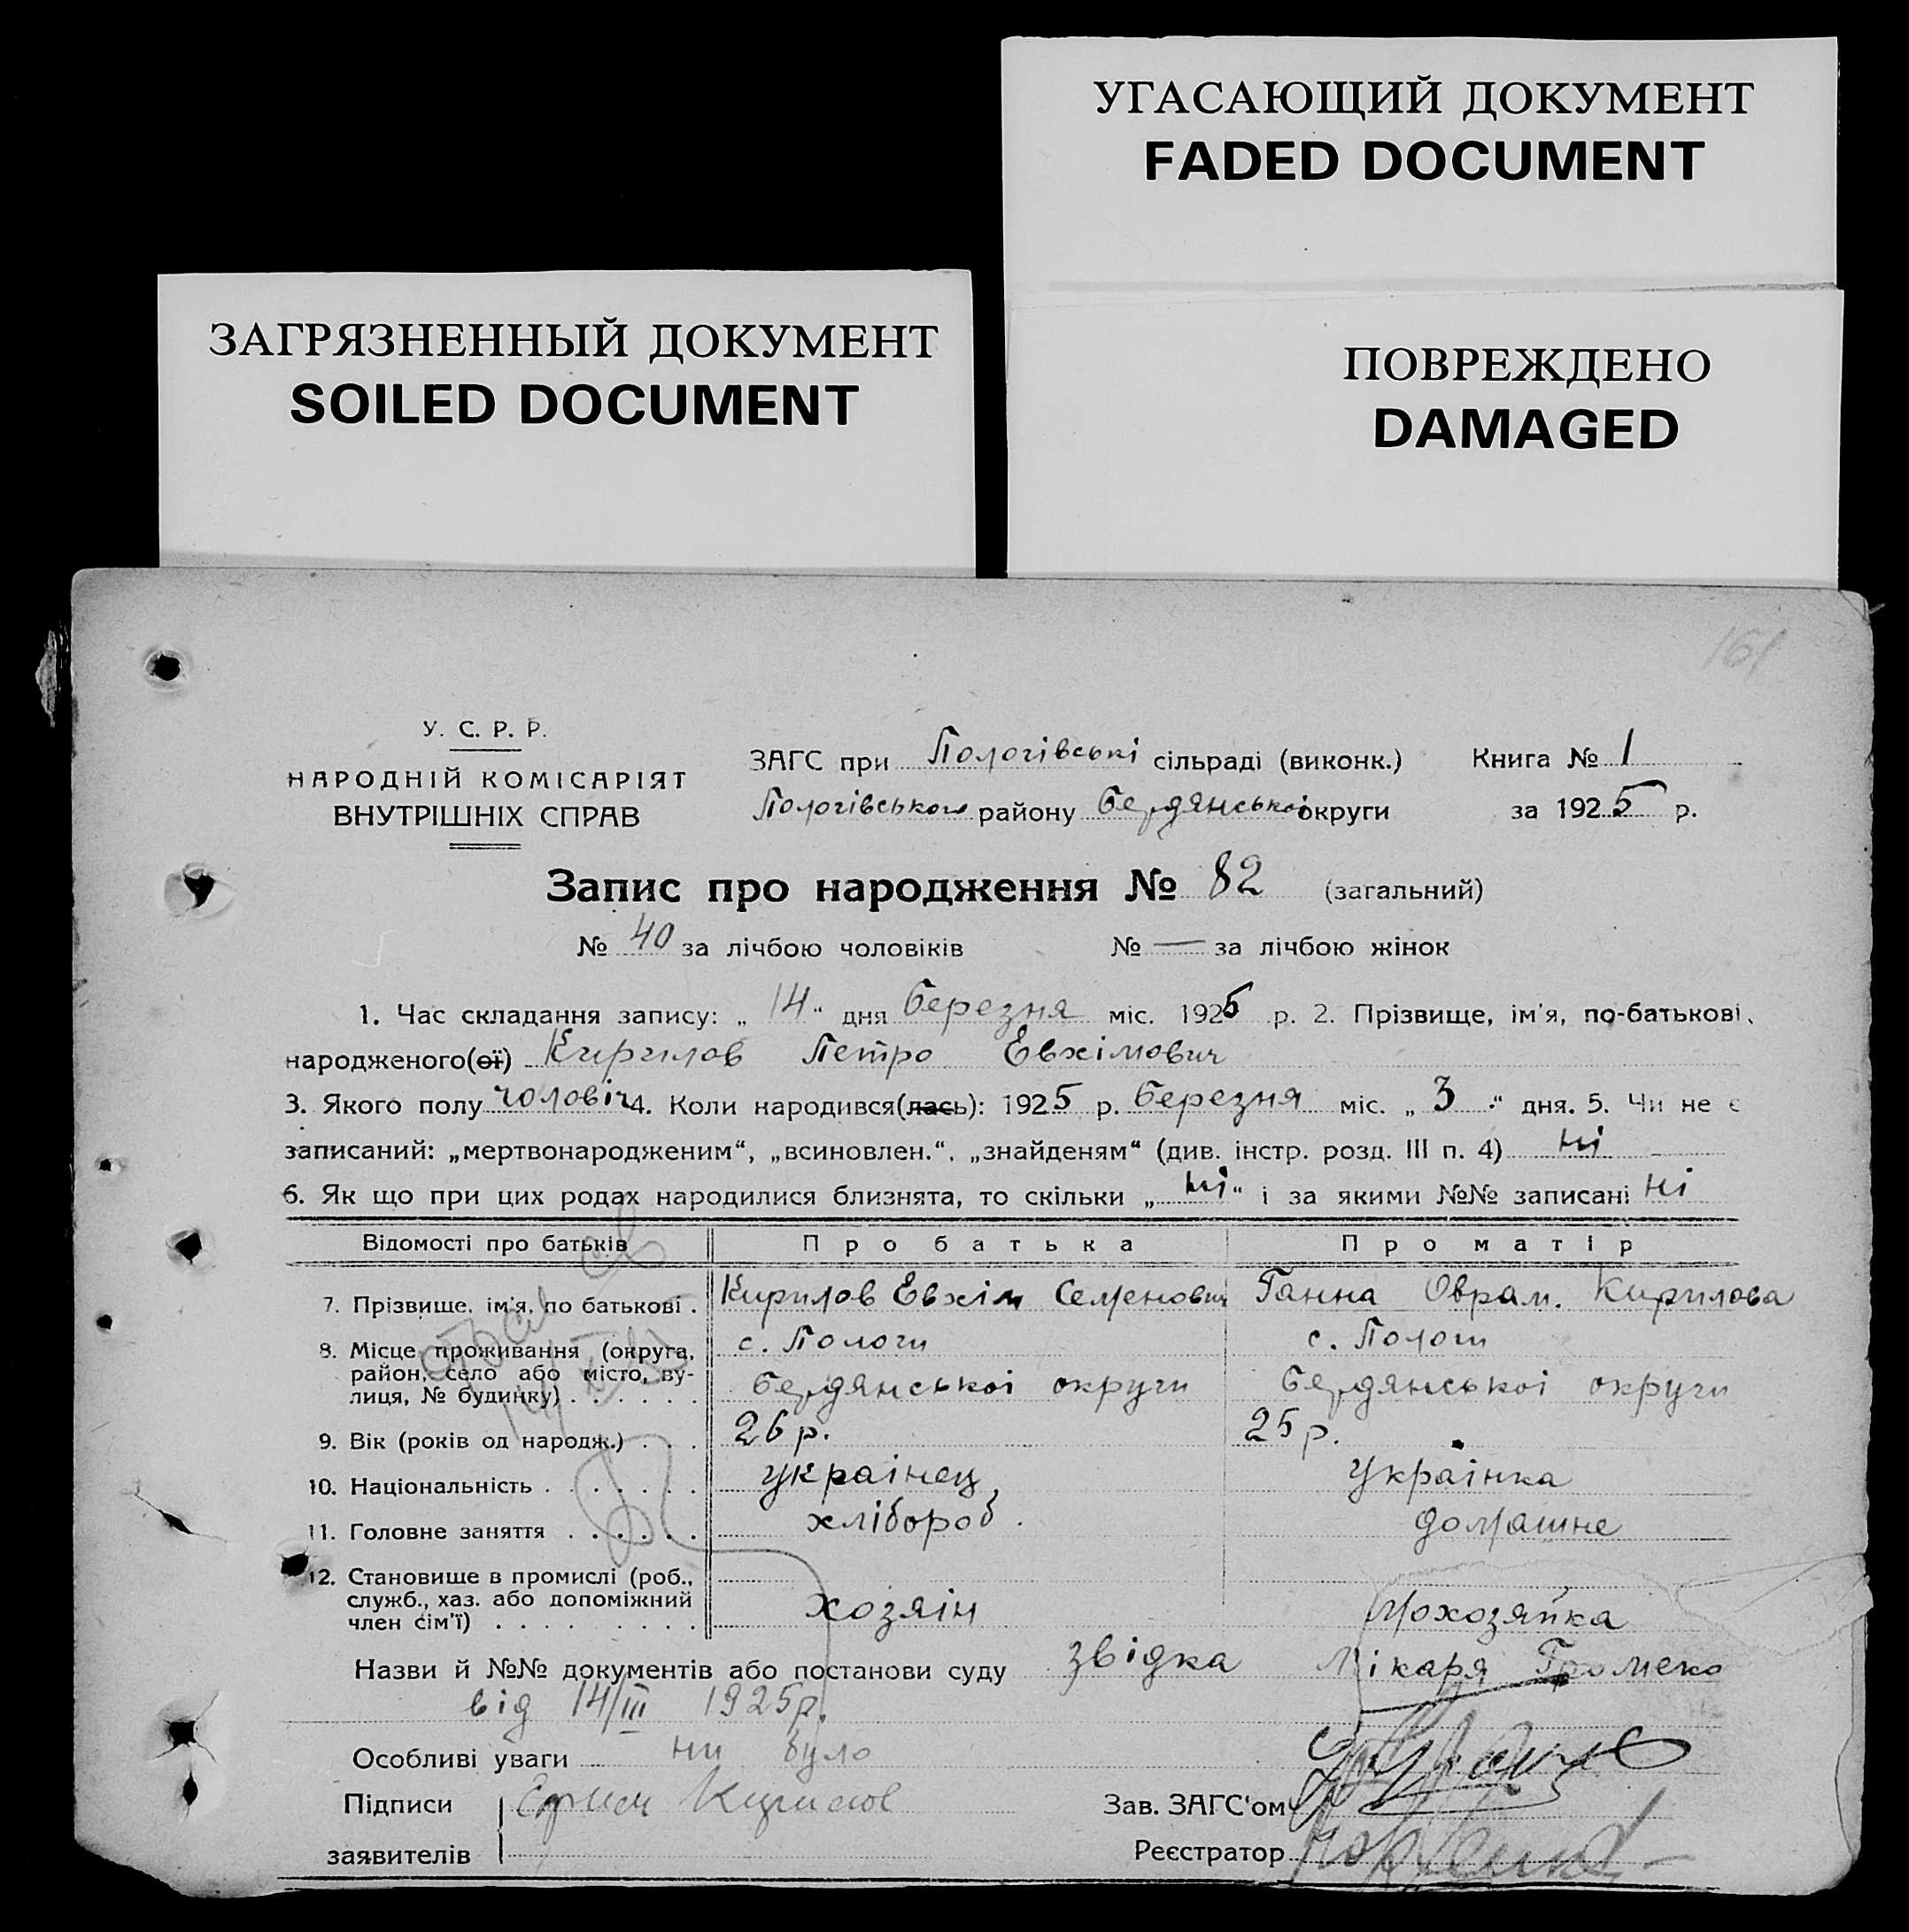 УГАСАЮЩИЙ ДОКУМЕНТ
FADED DOCUMENT
ЗАГРЯЗНЕННЫЙ ДОКУМЕНТ
SOILED DOCUMENT
ПОВРЕЖДЕНО
DAMAGED
161
У. С. Р. Р.
НАРОДНІЙ КОМІСАРІЯТ
ВНУТРІШНІХ СПРАВ
ЗАГС при Пологівські сільраді (виконк.) Книга № 1
Пологівського району Бердянської округи за 1925 р.
Запис про народження № 82 (загальний)
№ 40 за лічбою чоловіків № — за лічбою жінок
1. Час складання запису: „ 14 “ дня березня міс. 1925 р. 2. Прізвище, ім'я, по-батькові,
народженого(ої) Кирилов Петро Евхімович
3. Якого полу чоловіч 4. Коли народився(лась): 1925 р. березня міс. „ 3 “ дня. 5. Чи не є
записаний: „мертвонародженим“, „всиновлен.“, „знайденям“ (див. інстр. розд. III п. 4) ні
6. Як що при цих родах народилися близнята, то скільки „ ні “ і за якими №№ записані ні
Відомості про батьків Про батька Про матір
7. Прізвище, ім'я, по батькові . Кирилов Евхім Семенович Ганна Оврам. Кирилова
8. Місце проживання (округа, район, село або місто, вулиця, № будинку) . . . . . . с. Пологи с. Пологи
Бердянськоі округи Бердянськоі округи
9. Вік (років од народж.) . . . 26 р. 25 р.
10. Національність . . . . . . . украінец украінка
11. Головне заняття . . . . . . хлібороб . домашне
12. Становище в промислі (роб., служб., хаз. або допоміжний член сім'ї) . . . . . . . . . хозяін мохозяйка
Назви й №№ документів або постанови суду звідка лікаря Громеко
від 14/III 1925р.
Особливі уваги ни було
Підписи Кирилов Зав. ЗАГС'ом
заявителів Реєстратор